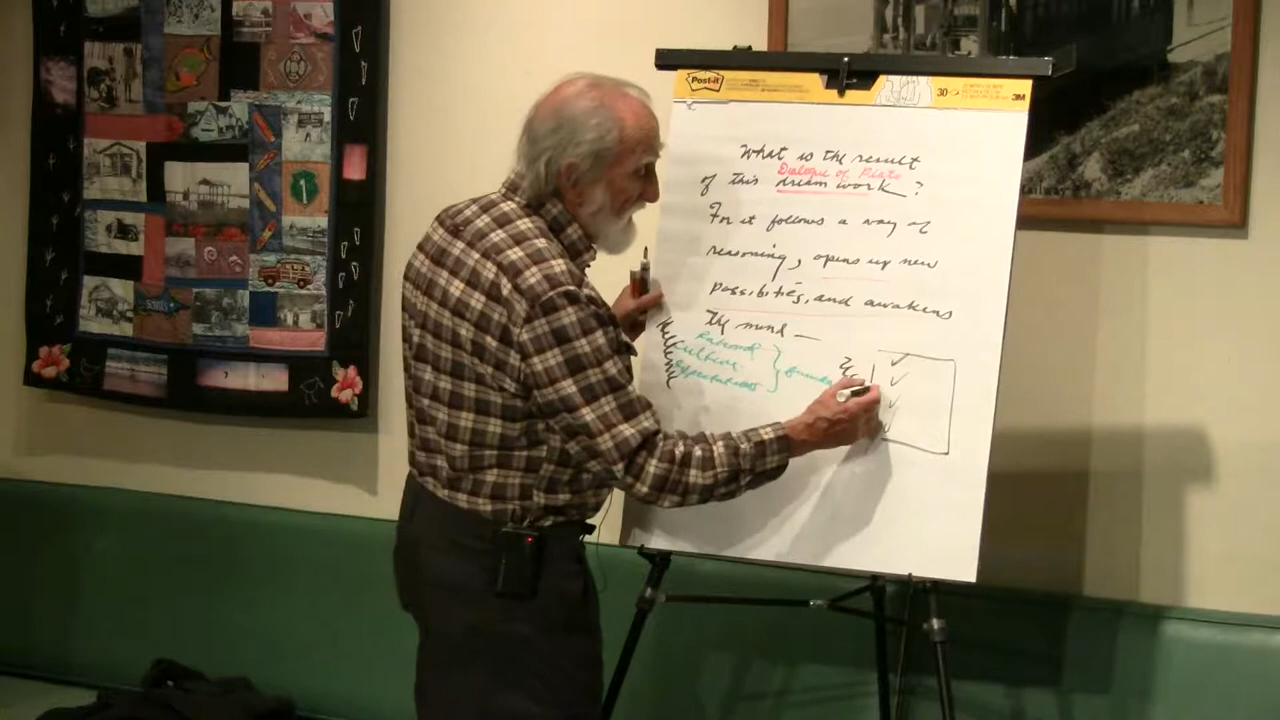 Post-it
30
3M
What is the result
Dialogue of Plato
of this dream work?
For it follows a way of
reasoning, opens up new
possibities, and awakens
the mind —
Rational
culture
expectations
1